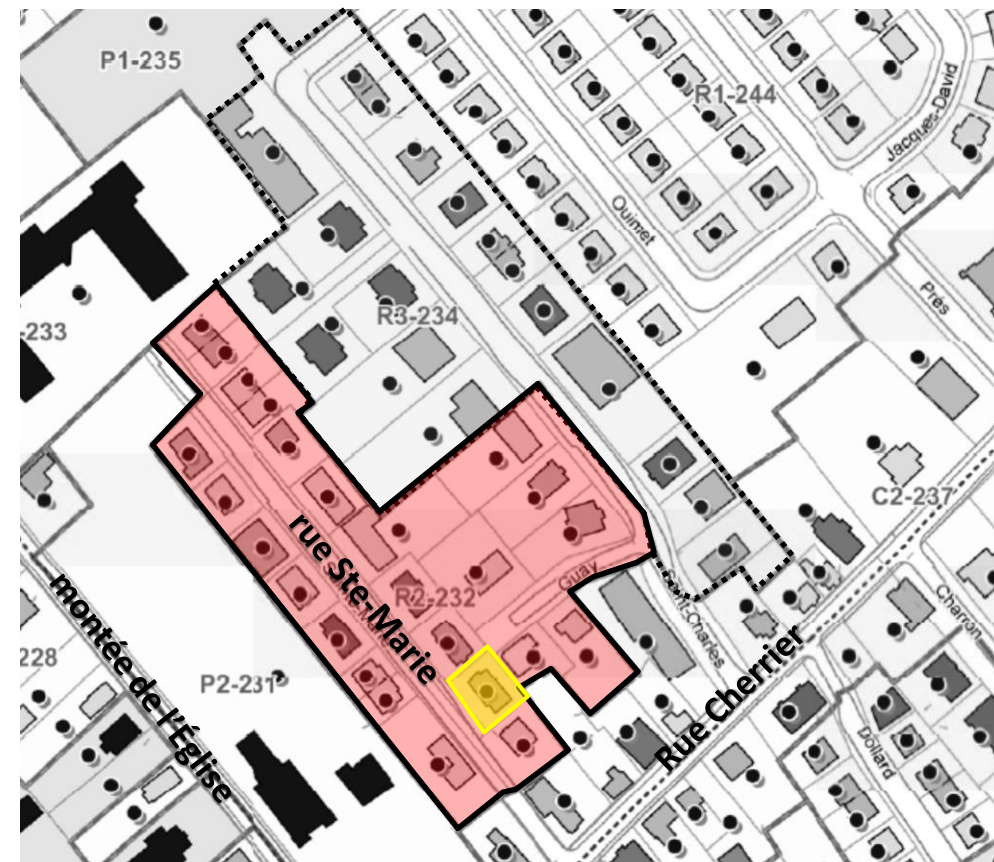 P1-235
R1-244
Jacques-David
Ouimet
Prés
R3-234
-233
C2-237
rue Ste-Marie
Guay
R2-232
Saint-Charles
Charron
montée de l'Église
228
P2-231
Rue Cherrier
Dollard